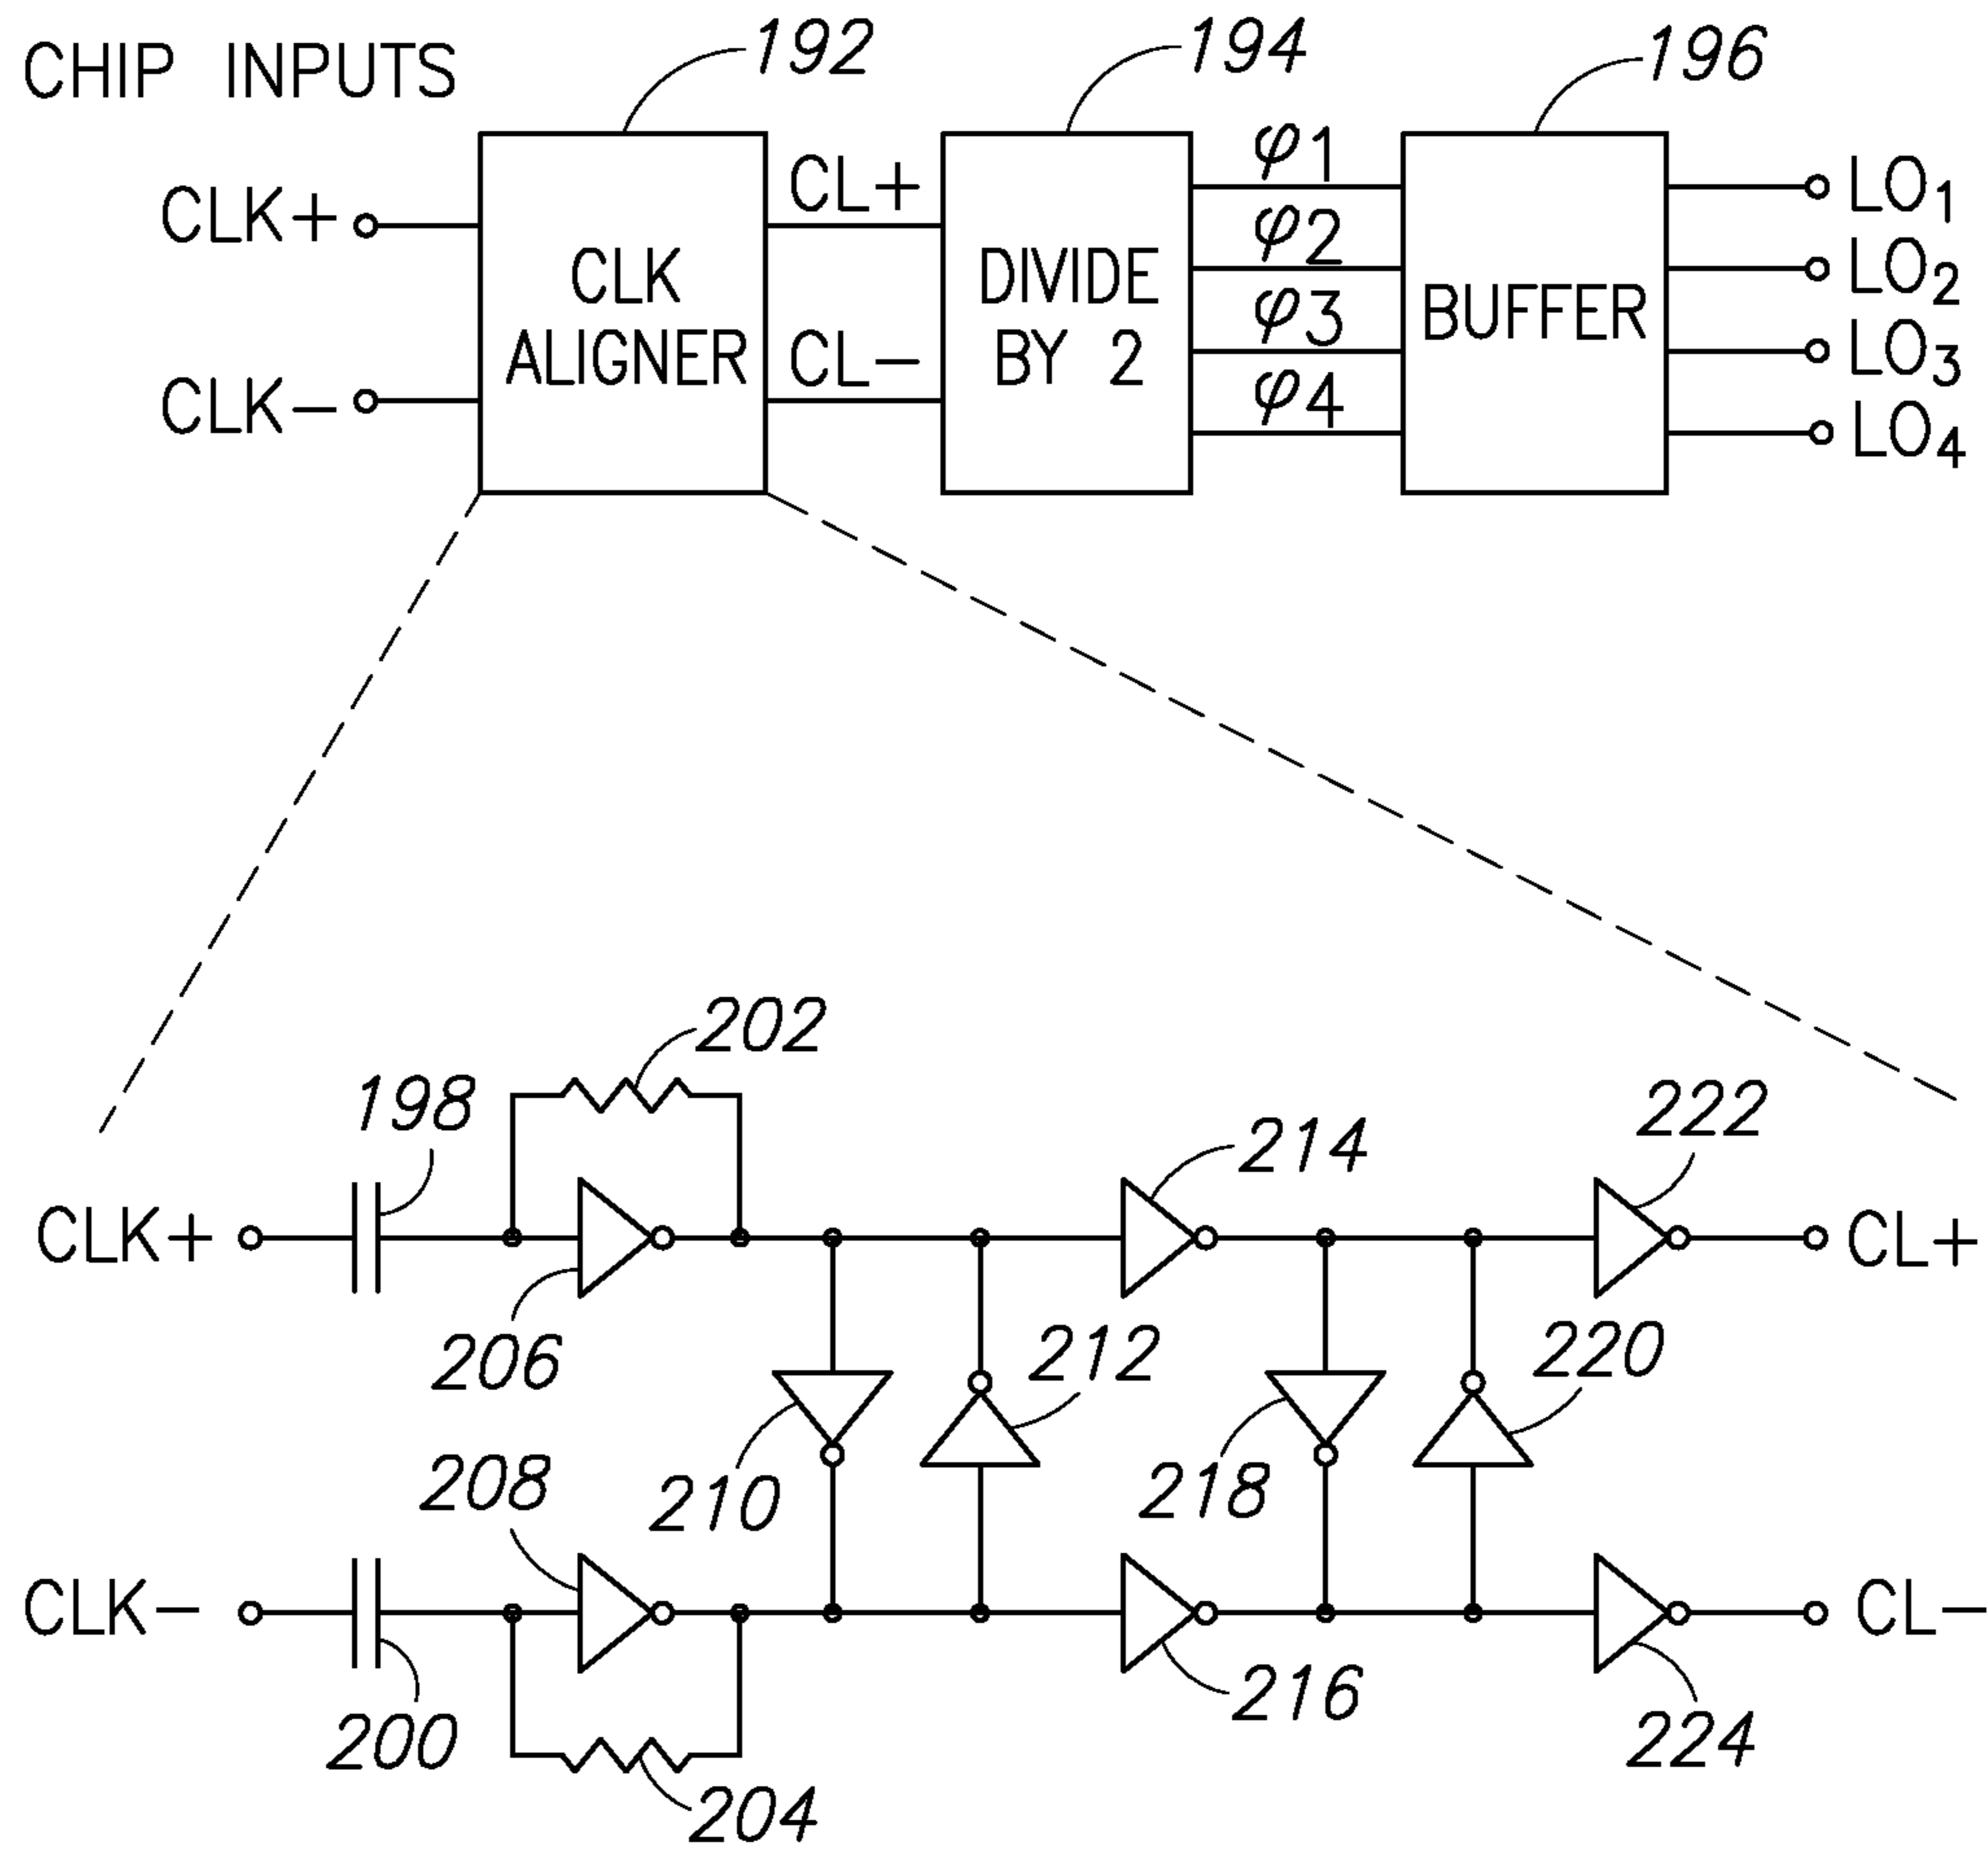 CHIP INPUTS
192
194
196
CLK+
CLK-
CLK
ALIGNER
CL+
CL-
DIVIDE
BY 2
φ1
φ2
φ3
φ4
BUFFER
LO1
LO2
LO3
LO4
202
198
214
222
CLK+
CL+
206
212
220
208
210
218
CLK-
CL-
200
216
224
204